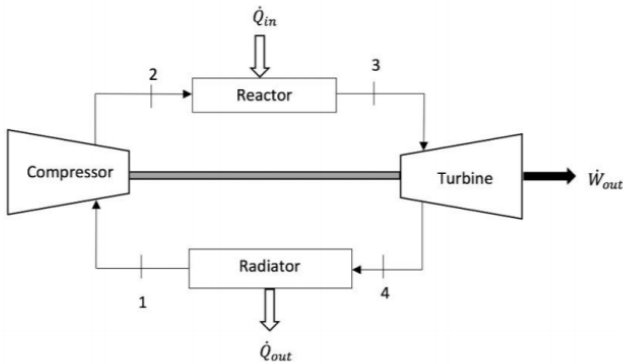 Q̇in
2
3
Reactor
Compressor
Turbine
Ẇout
Radiator
1
4
Q̇out